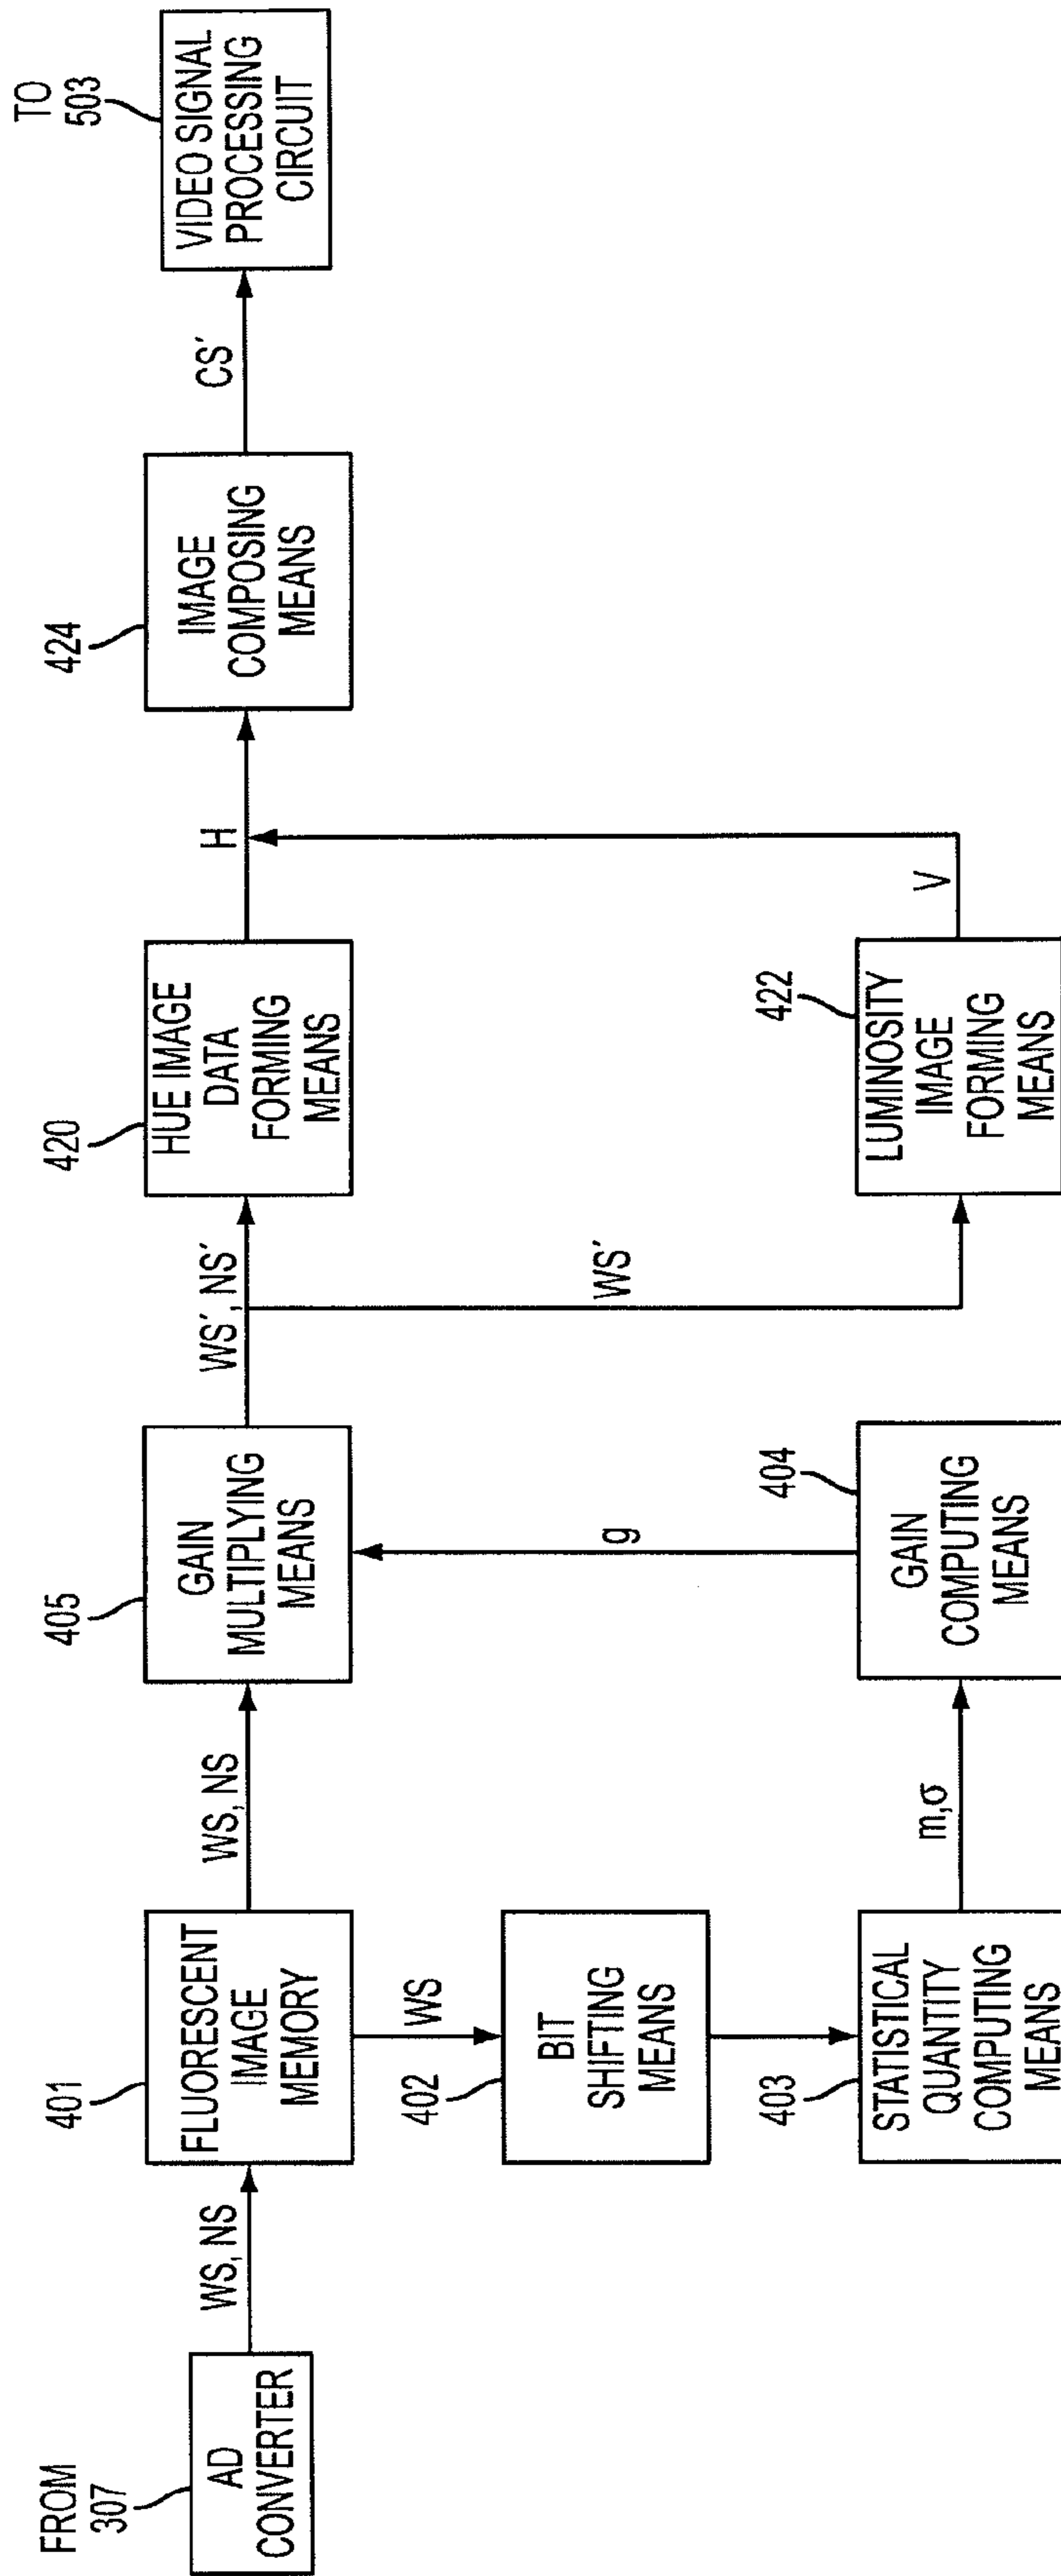 FROM
307
AD
CONVERTER
WS, NS
401
FLUORESCENT
IMAGE
MEMORY
WS, NS
405
GAIN
MULTIPLYING
MEANS
WS´, NS´
420
HUE IMAGE
DATA
FORMING
MEANS
H
424
IMAGE
COMPOSING
MEANS
CS´
TO
503
VIDEO SIGNAL
PROCESSING
CIRCUIT
WS
402
BIT
SHIFTING
MEANS
403
STATISTICAL
QUANTITY
COMPUTING
MEANS
m,σ
404
GAIN
COMPUTING
MEANS
g
WS´
422
LUMINOSITY
IMAGE
FORMING
MEANS
V